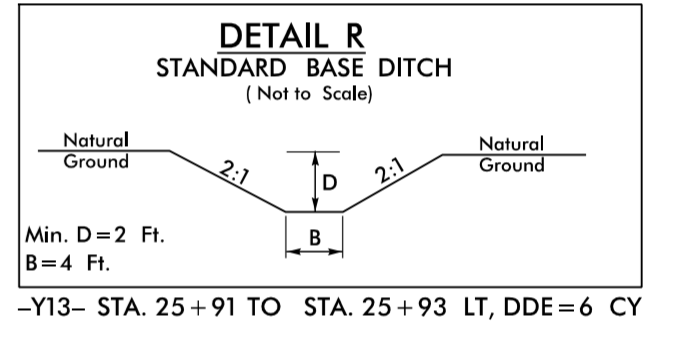 DETAIL R
STANDARD BASE DITCH
( Not to Scale)
Natural
Ground
2:1
D
2:1
Natural
Ground
Min. D=2 Ft.
B=4 Ft.
B
–Y13– STA. 25+91 TO STA. 25+93 LT, DDE=6 CY